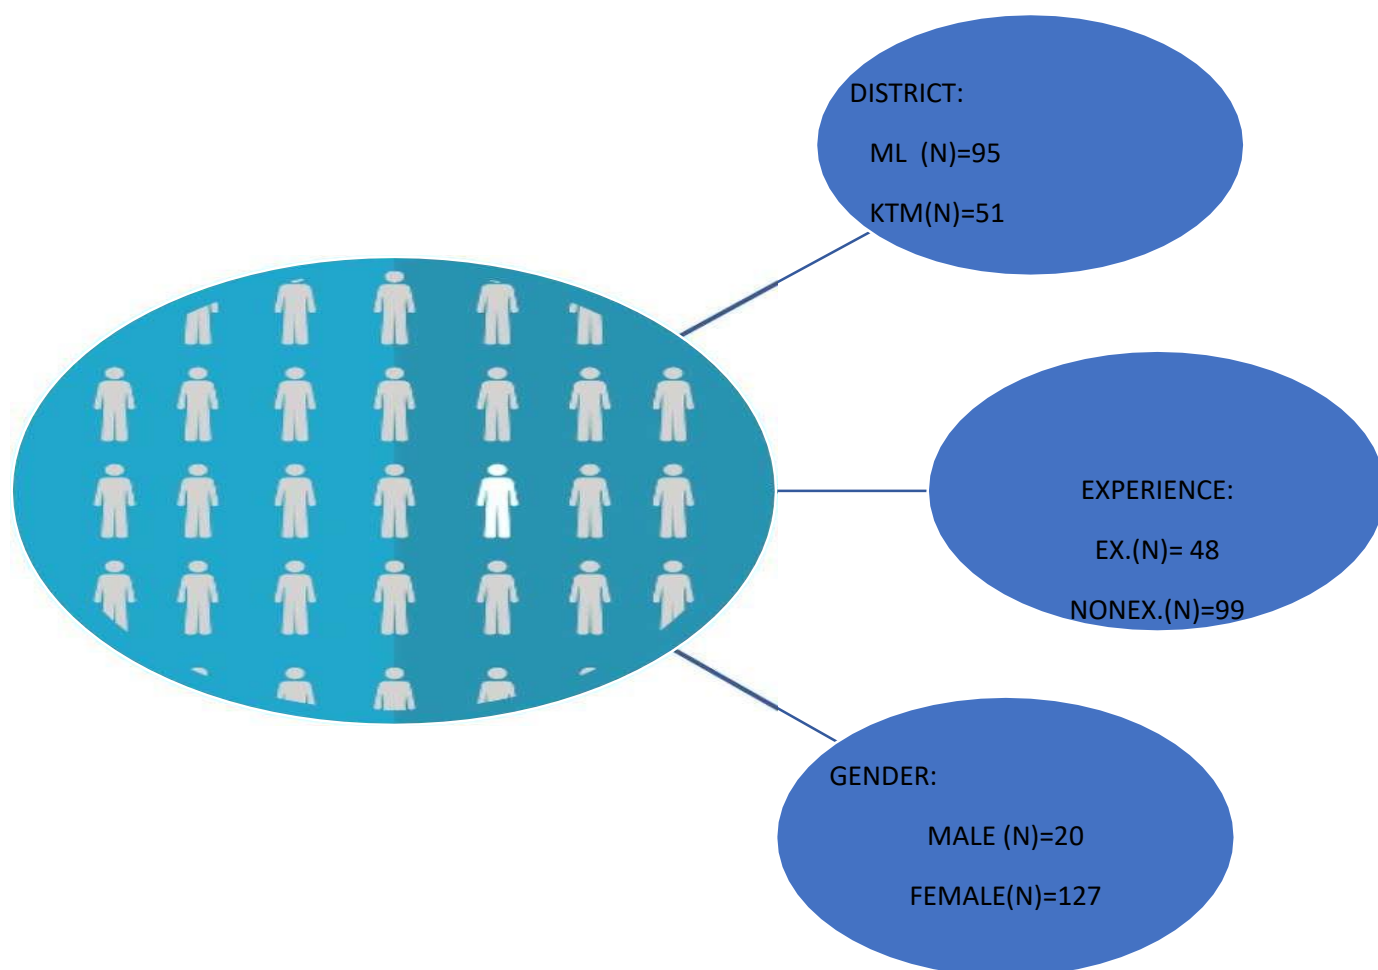 DISTRICT:
ML  (N)=95
KTM(N)=51
EXPERIENCE:
EX.(N)= 48
NONEX.(N)=99
GENDER:
MALE (N)=20
FEMALE(N)=127